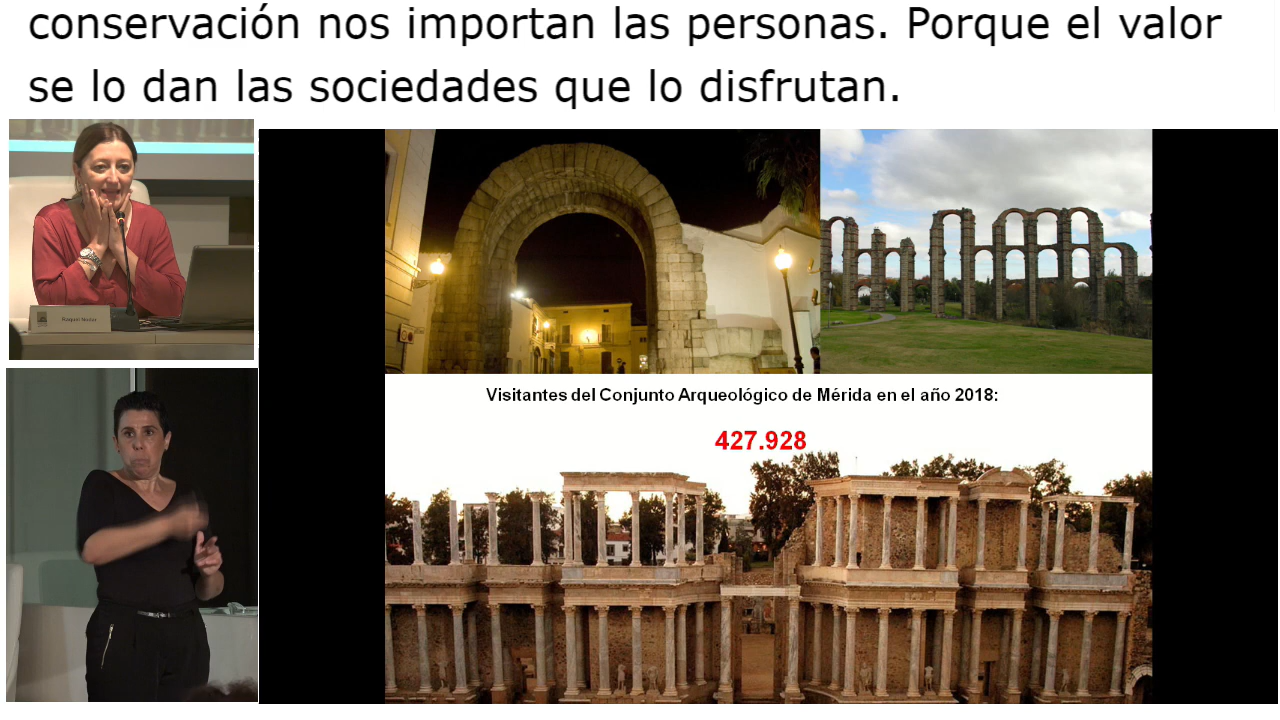 conservación nos importan las personas. Porque el valor
se lo dan las sociedades que lo disfrutan.
Visitantes del Conjunto Arqueológico de Mérida en el año 2018:
427.928